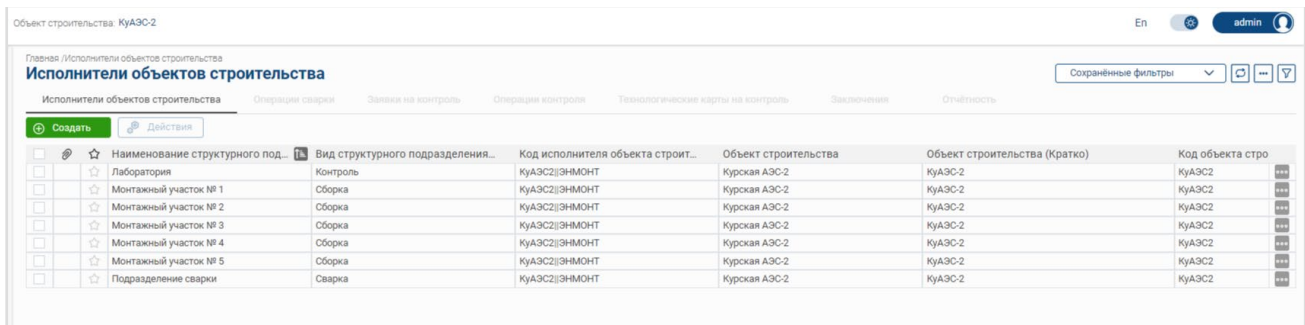 Объект строительства: КуАЭС-2 En admin
Главная /Исполнители объектов строительства
Исполнители объектов строительства Сохранённые фильтры
Исполнители объектов строительства Операции сварки Заявки на контроль Операции контроля Технологические карты на контроль Заключения Отчётность
Создать Действия
Наименование структурного под... Вид структурного подразделения... Код исполнителя объекта строит... Объект строительства Объект строительства (Кратко) Код объекта стро
Лаборатория Контроль КуАЭС2||ЭНМОНТ Курская АЭС-2 КуАЭС-2 КуАЭС2
Монтажный участок № 1 Сборка КуАЭС2||ЭНМОНТ Курская АЭС-2 КуАЭС-2 КуАЭС2
Монтажный участок № 2 Сборка КуАЭС2||ЭНМОНТ Курская АЭС-2 КуАЭС-2 КуАЭС2
Монтажный участок № 3 Сборка КуАЭС2||ЭНМОНТ Курская АЭС-2 КуАЭС-2 КуАЭС2
Монтажный участок № 4 Сборка КуАЭС2||ЭНМОНТ Курская АЭС-2 КуАЭС-2 КуАЭС2
Монтажный участок № 5 Сборка КуАЭС2||ЭНМОНТ Курская АЭС-2 КуАЭС-2 КуАЭС2
Подразделение сварки Сварка КуАЭС2||ЭНМОНТ Курская АЭС-2 КуАЭС-2 КуАЭС2